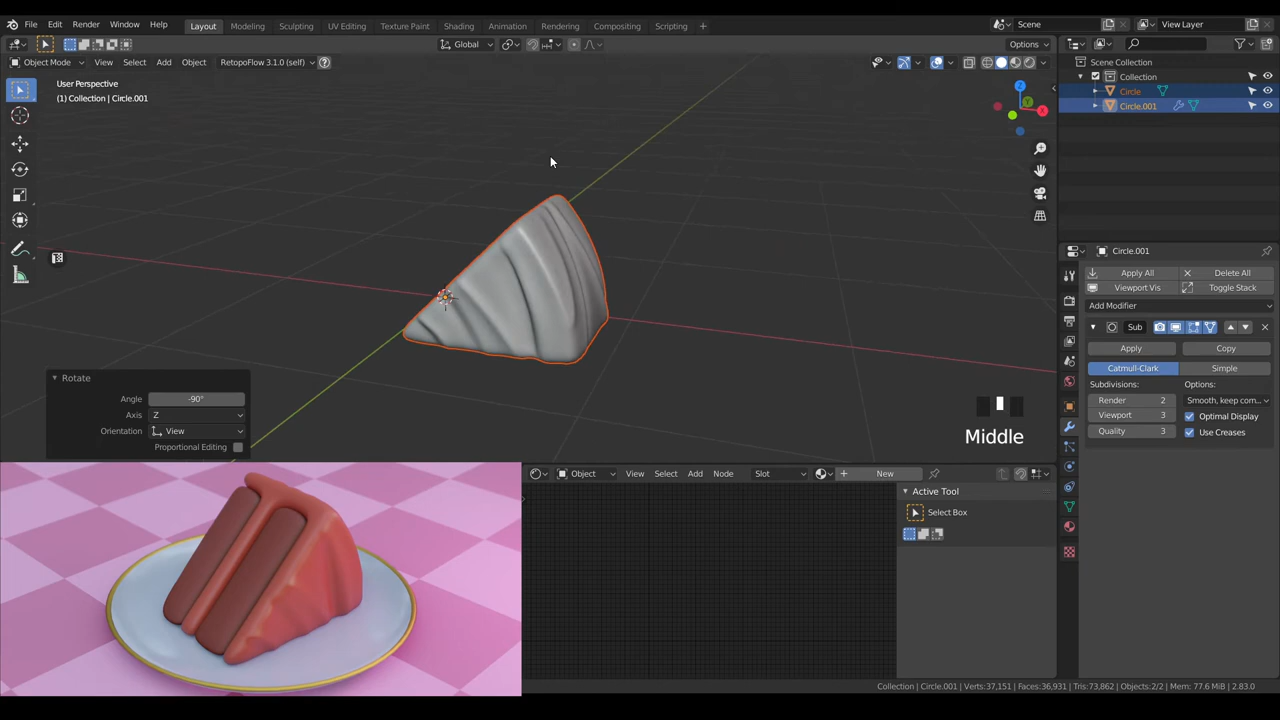 File Edit Render Window Help Layout Modeling Sculpting UV Editing Texture Paint Shading Animation Rendering Compositing Scripting + Scene View Layer
Global Options
Object Mode View Select Add Object RetopoFlow 3.1.0 (self)
User Perspective
(1) Collection | Circle.001
Scene Collection
Collection
Circle
Circle.001
Z
X
Y
Circle.001
Apply All Delete All
Viewport Vis Toggle Stack
Add Modifier
Sub
Apply Copy
Catmull-Clark Simple
Subdivisions: Options:
Render 2 Smooth, keep com...
Viewport 3 Optimal Display
Quality 3 Use Creases
Rotate
Angle -90°
Axis Z
Orientation View
Proportional Editing
Middle
Object View Select Add Node Slot New
Active Tool
Select Box
Collection | Circle.001 | Verts:37,151 | Faces:36,931 | Tris:73,862 | Objects:2/2 | Mem: 77.6 MiB | 2.83.0